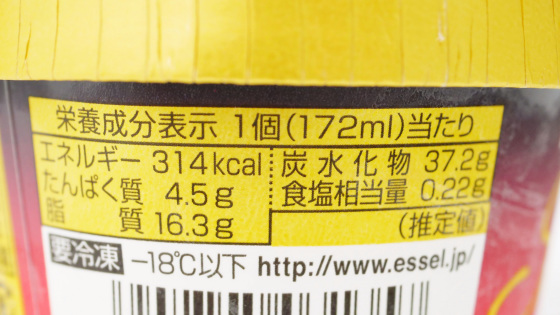 栄養成分表示 1個(172ml)当たり
エネルギー 314kcal
たんぱく質 4.5g
脂質 16.3g
炭水化物 37.2g
食塩相当量 0.22g
(推定値)
要冷凍 −18℃以下 http://www.essel.jp/